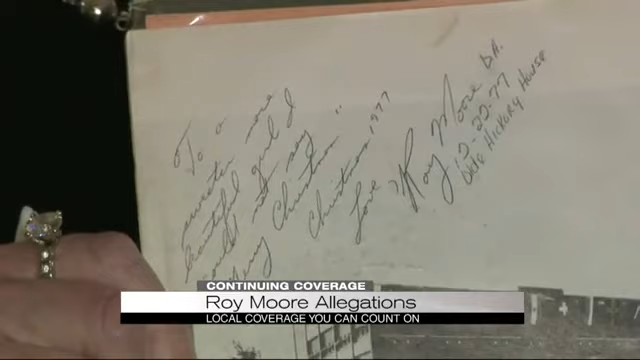 To a more
sweeter
beautiful girl I
could not say
Merry Christmas"
Christmas 1977
Love
Roy Moore D.A.
12-22-77
Olde Hickory House
CONTINUING COVERAGE
Roy Moore Allegations
LOCAL COVERAGE YOU CAN COUNT ON